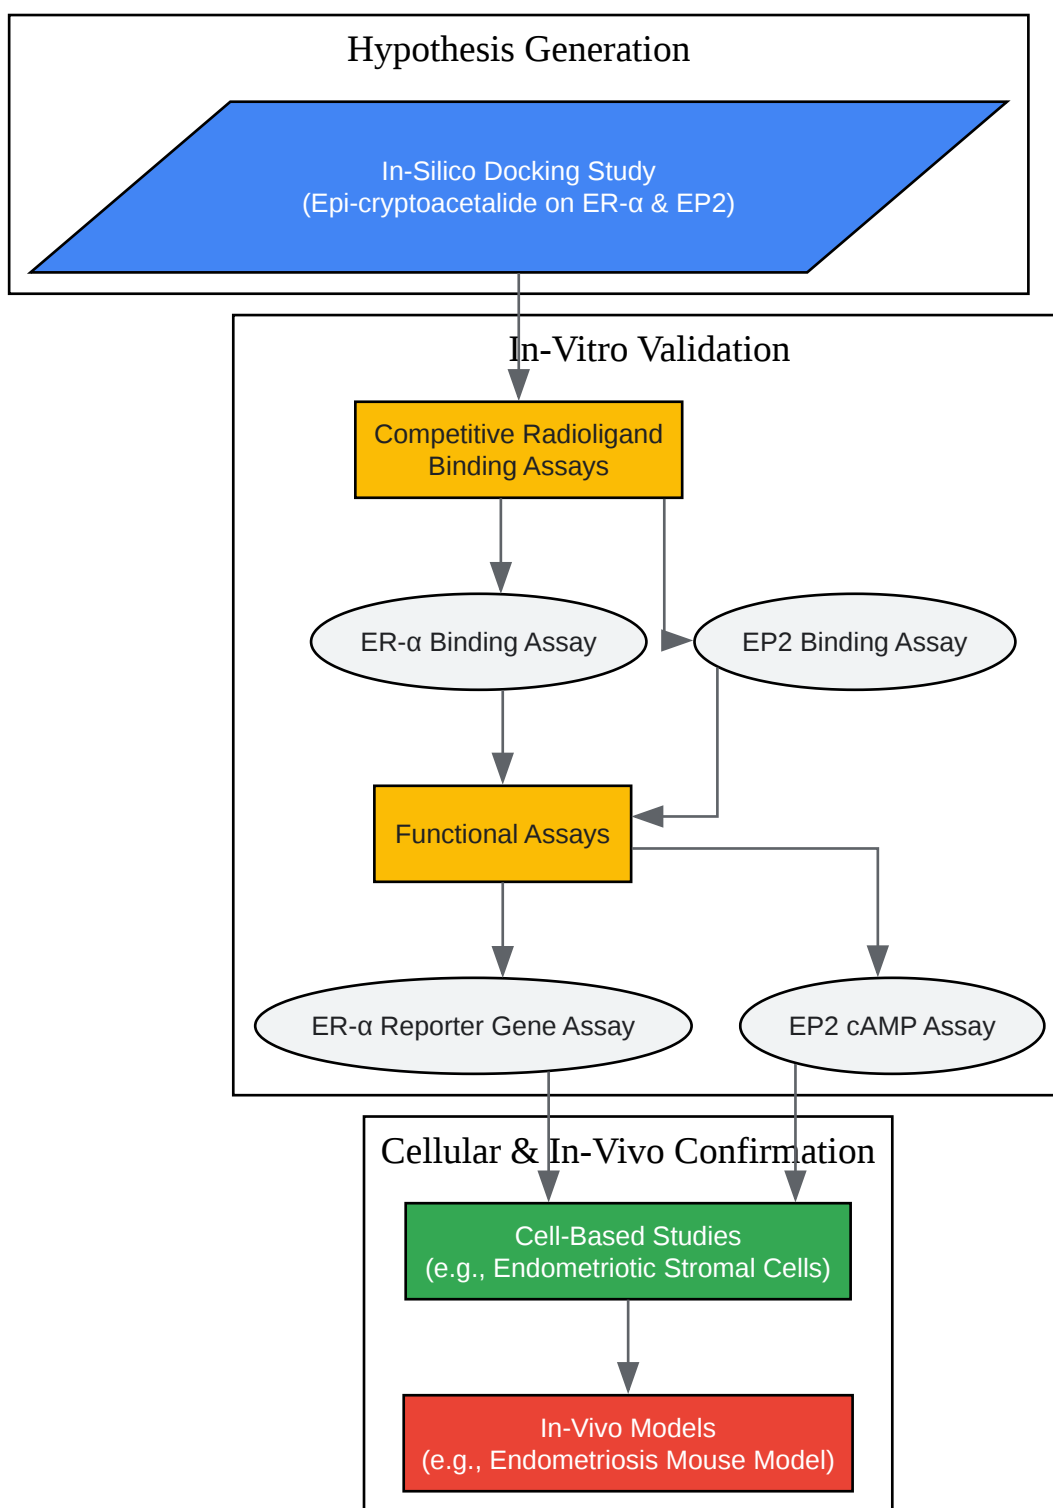 Hypothesis Generation
In-Silico Docking Study
(Epi-cryptoacetalide on ER-α & EP2)
In-Vitro Validation
Competitive Radioligand
Binding Assays
ER-α Binding Assay
EP2 Binding Assay
Functional Assays
ER-α Reporter Gene Assay
EP2 cAMP Assay
Cellular & In-Vivo Confirmation
Cell-Based Studies
(e.g., Endometriotic Stromal Cells)
In-Vivo Models
(e.g., Endometriosis Mouse Model)